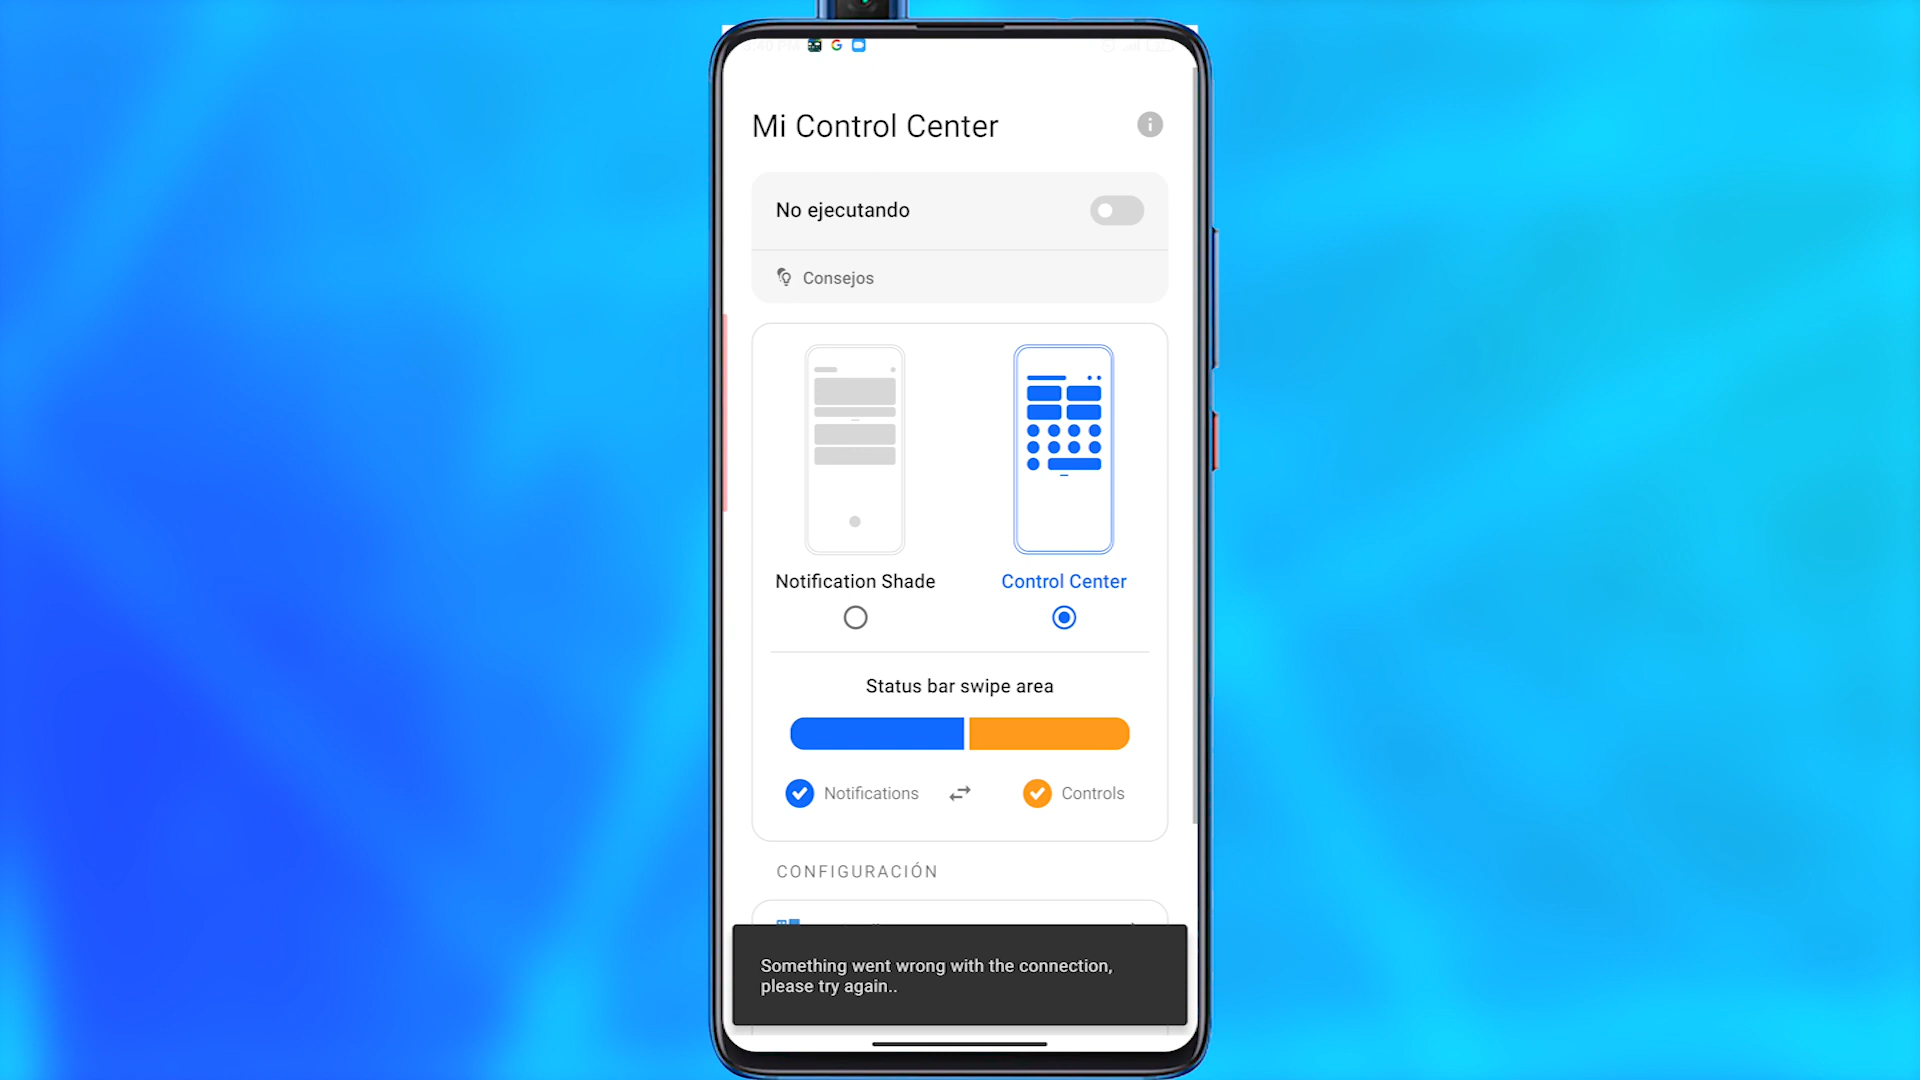 Mi Control Center
No ejecutando
Consejos
Notification Shade
Control Center
Status bar swipe area
Notifications
Controls
CONFIGURACIÓN
Something went wrong with the connection,
please try again..